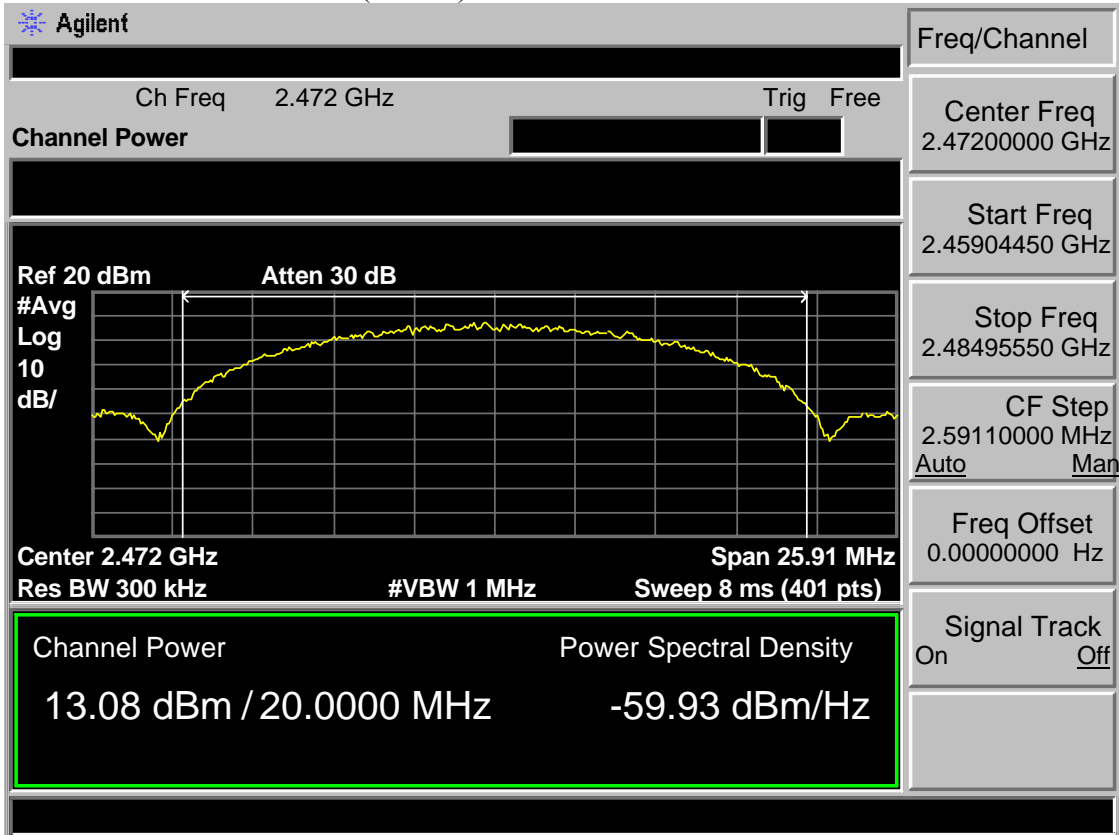 Agilent
Freq/Channel
Ch Freq 2.472 GHz Trig Free
Channel Power
Center Freq
2.47200000 GHz
Start Freq
2.45904450 GHz
Stop Freq
2.48495550 GHz
CF Step
2.59110000 MHz
Auto Man
Freq Offset
0.00000000 Hz
Signal Track
On Off
Ref 20 dBm Atten 30 dB
#Avg
Log
10
dB/
Center 2.472 GHz Span 25.91 MHz
Res BW 300 kHz #VBW 1 MHz Sweep 8 ms (401 pts)
Channel Power Power Spectral Density
13.08 dBm / 20.0000 MHz -59.93 dBm/Hz